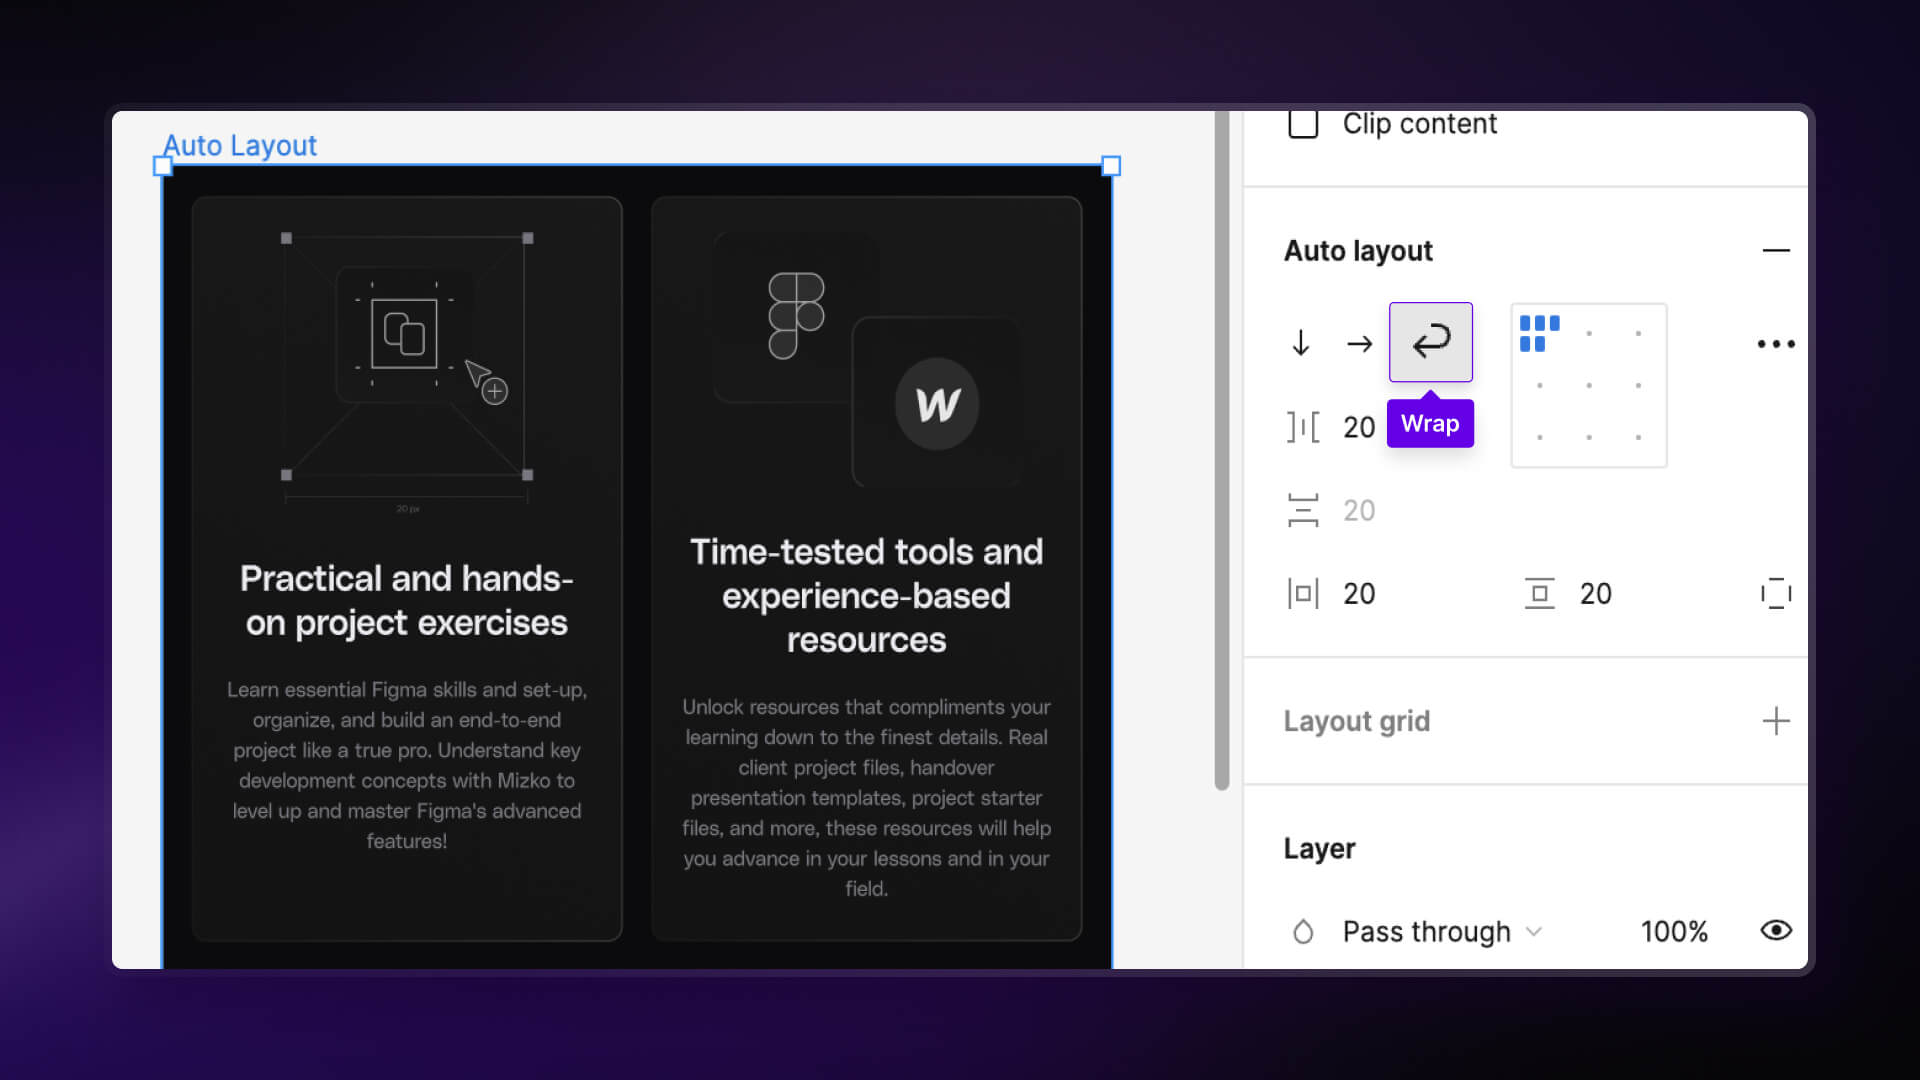 Auto Layout
20 px
Practical and hands-
on project exercises
Learn essential Figma skills and set-up,
organize, and build an end-to-end
project like a true pro. Understand key
development concepts with Mizko to
level up and master Figma's advanced
features!
W
Time-tested tools and
experience-based
resources
Unlock resources that compliments your
learning down to the finest details. Real
client project files, handover
presentation templates, project starter
files, and more, these resources will help
you advance in your lessons and in your
field.
Clip content
Auto layout
20
Wrap
20
20
20
Layout grid
Layer
Pass through
100%